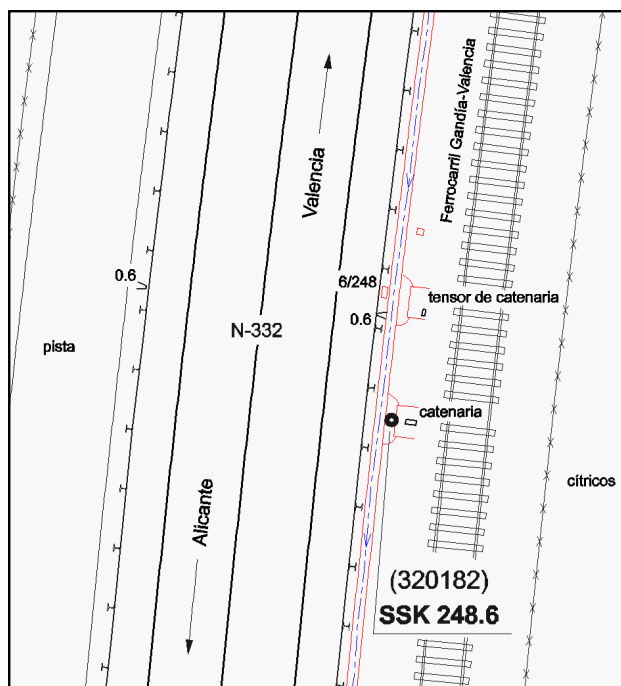 Ferrocarril Gandía-Valencia
Valencia
0.6
6/248
tensor de catenaria
0.6
N-332
pista
catenaria
cítricos
Alicante
(320182)
SSK 248.6